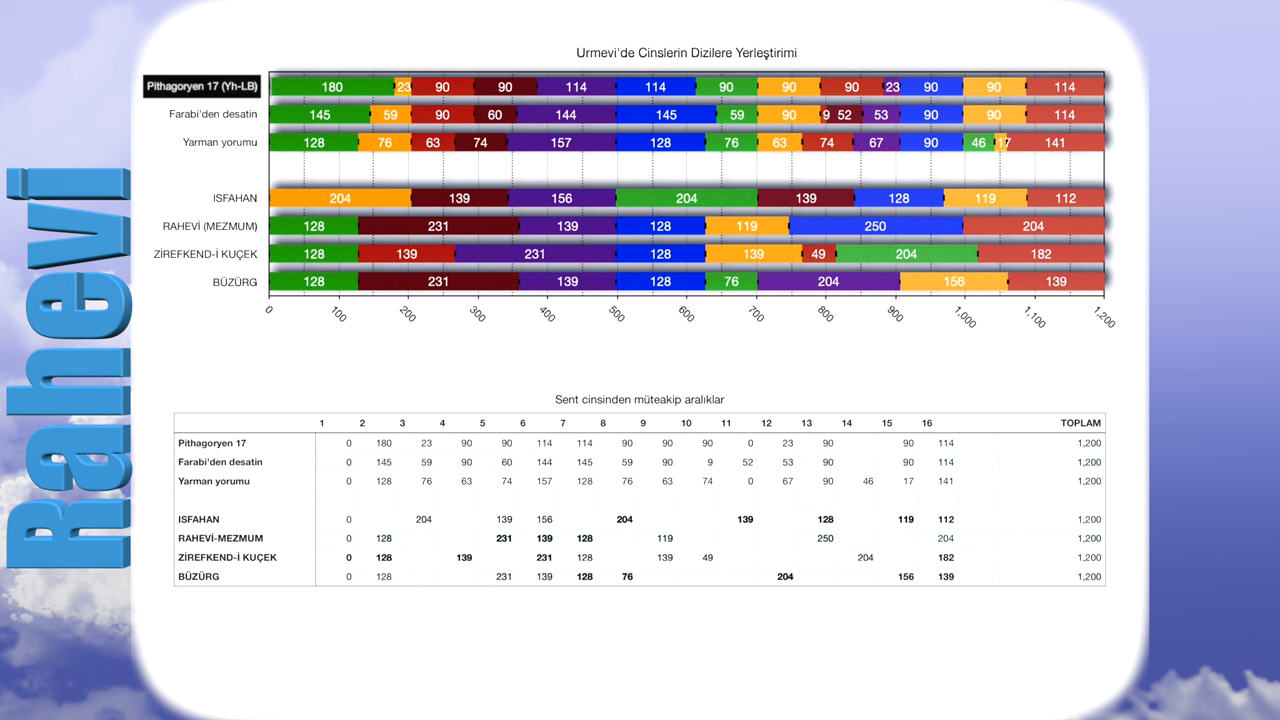 Rahevi
Urmevi'de Cinslerin Dizilere Yerleştirimi
Pithagoryen 17 (Yh-LB) 180 23 90 90 114 114 90 90 90 23 90 90 114
Farabi'den desatin 145 59 90 60 144 145 59 90 9 52 53 90 90 114
Yarman yorumu 128 76 63 74 157 128 76 63 74 67 90 46 17 141
ISFAHAN 204 139 156 204 139 128 119 112
RAHEVİ (MEZMUM) 128 231 139 128 119 250 204
ZİREFKEND-İ KUÇEK 128 139 231 128 139 49 204 182
BÜZÜRG 128 231 139 128 76 204 156 139
0 100 200 300 400 500 600 700 800 900 1,000 1,100 1,200
Sent cinsinden müteakip aralıklar
1 2 3 4 5 6 7 8 9 10 11 12 13 14 15 16 TOPLAM
Pithagoryen 17 0 180 23 90 90 114 114 90 90 90 0 23 90 90 114 1,200
Farabi'den desatin 0 145 59 90 60 144 145 59 90 9 52 53 90 90 114 1,200
Yarman yorumu 0 128 76 63 74 157 128 76 63 74 0 67 90 46 17 141 1,200
ISFAHAN 0 204 139 156 204 139 128 119 112 1,200
RAHEVİ-MEZMUM 0 128 231 139 128 119 250 204 1,200
ZİREFKEND-İ KUÇEK 0 128 139 231 128 139 49 204 182 1,200
BÜZÜRG 0 128 231 139 128 76 204 156 139 1,200